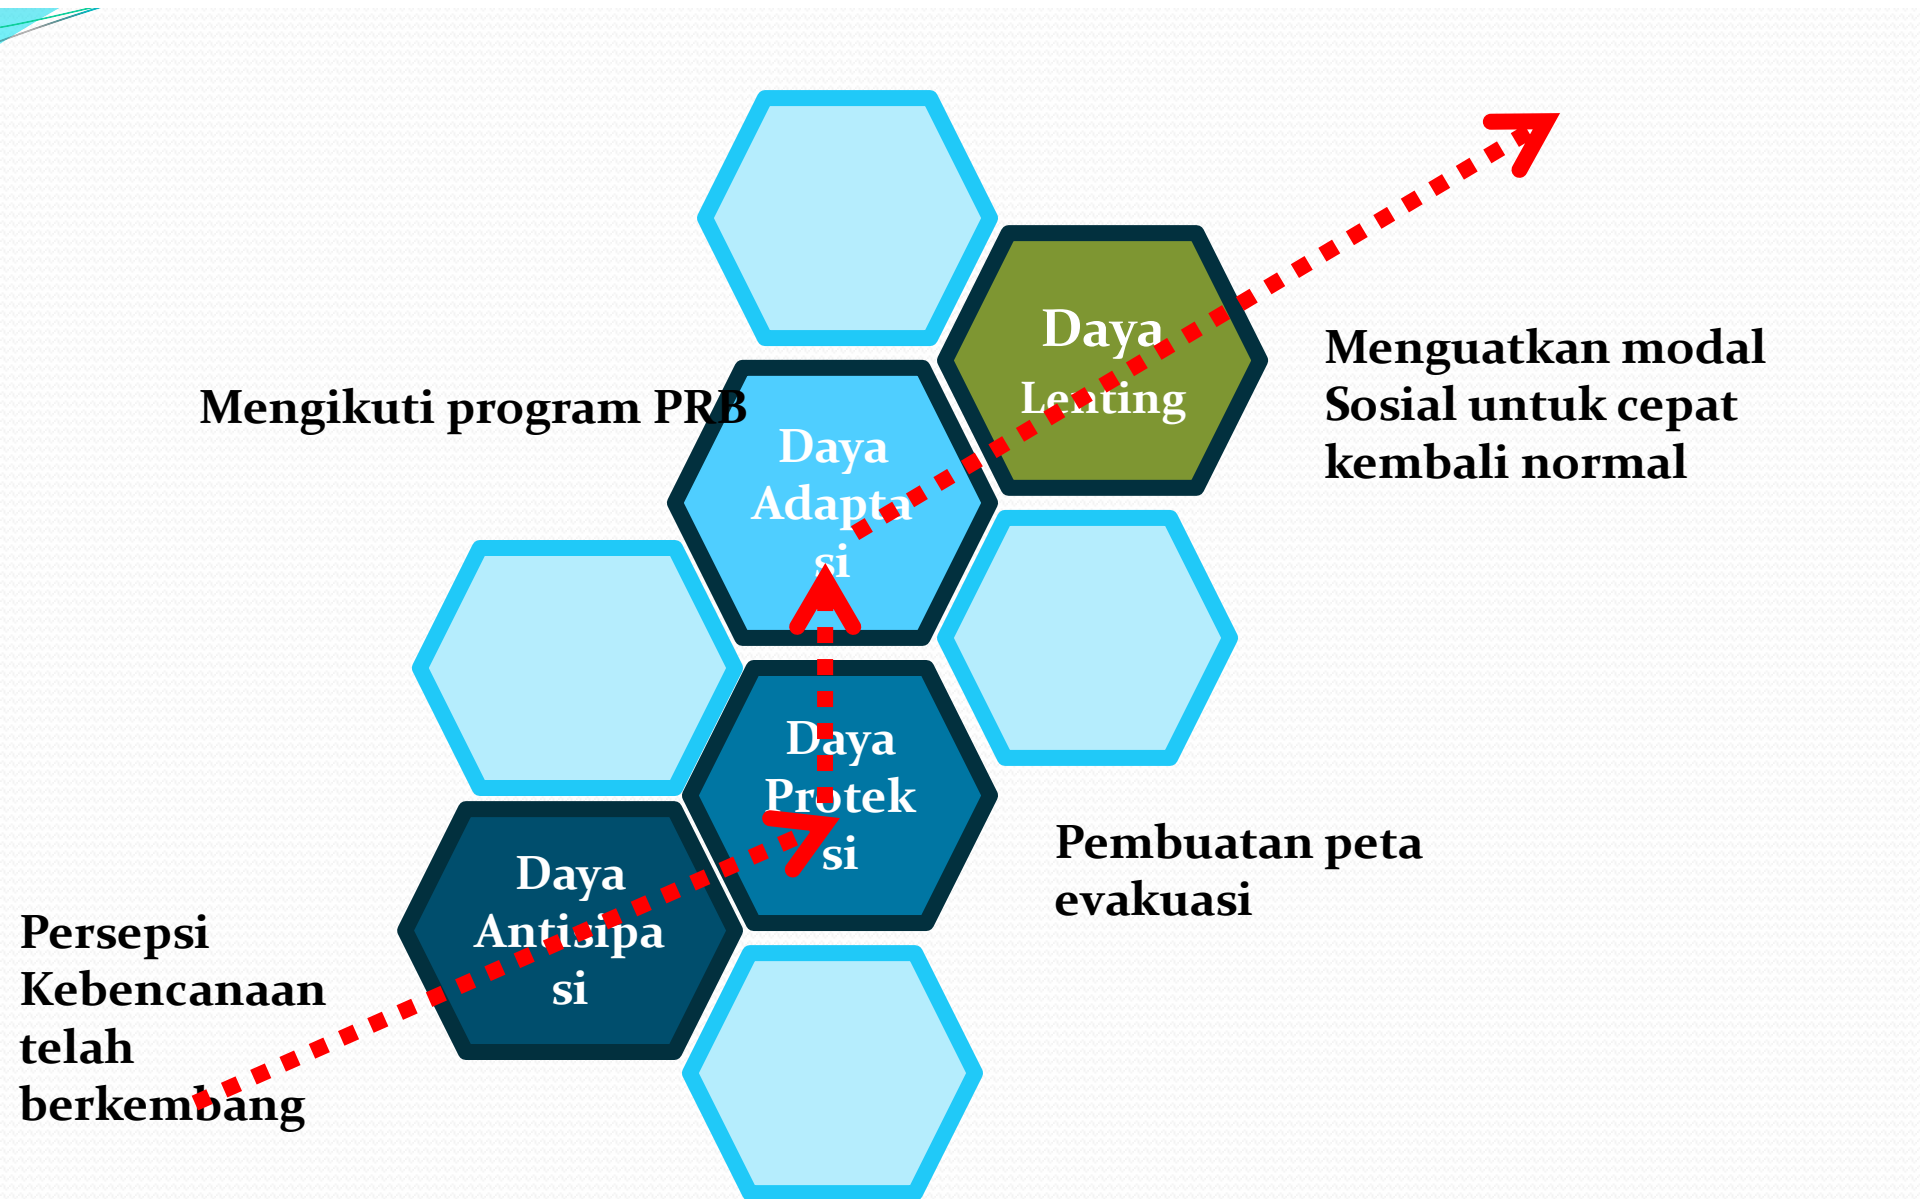 Daya
Lenting
Menguatkan modal
Sosial untuk cepat
kembali normal
Mengikuti program PRB
Daya
Adapta
si
Daya
Protek
si
Pembuatan peta
evakuasi
Daya
Antisipa
si
Persepsi
Kebencanaan
telah
berkembang